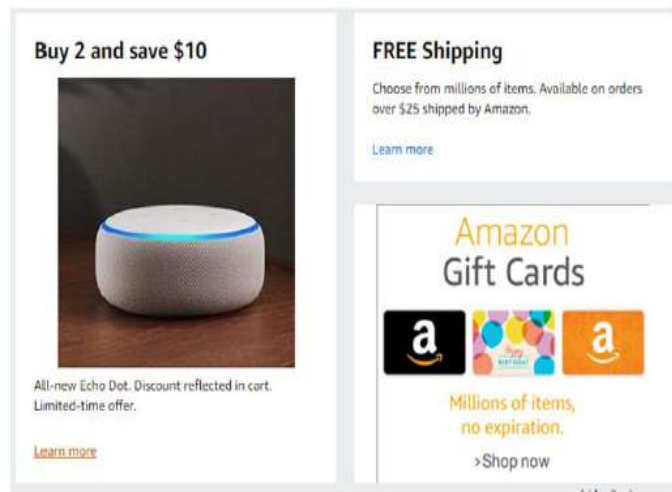 Buy 2 and save $10
All-new Echo Dot. Discount reflected in cart.
Limited-time offer.
Learn more
FREE Shipping
Choose from millions of items. Available on orders
over $25 shipped by Amazon.
Learn more
Amazon
Gift Cards
a
Happy
BIRTHDAY
a
Millions of items,
no expiration.
>Shop now